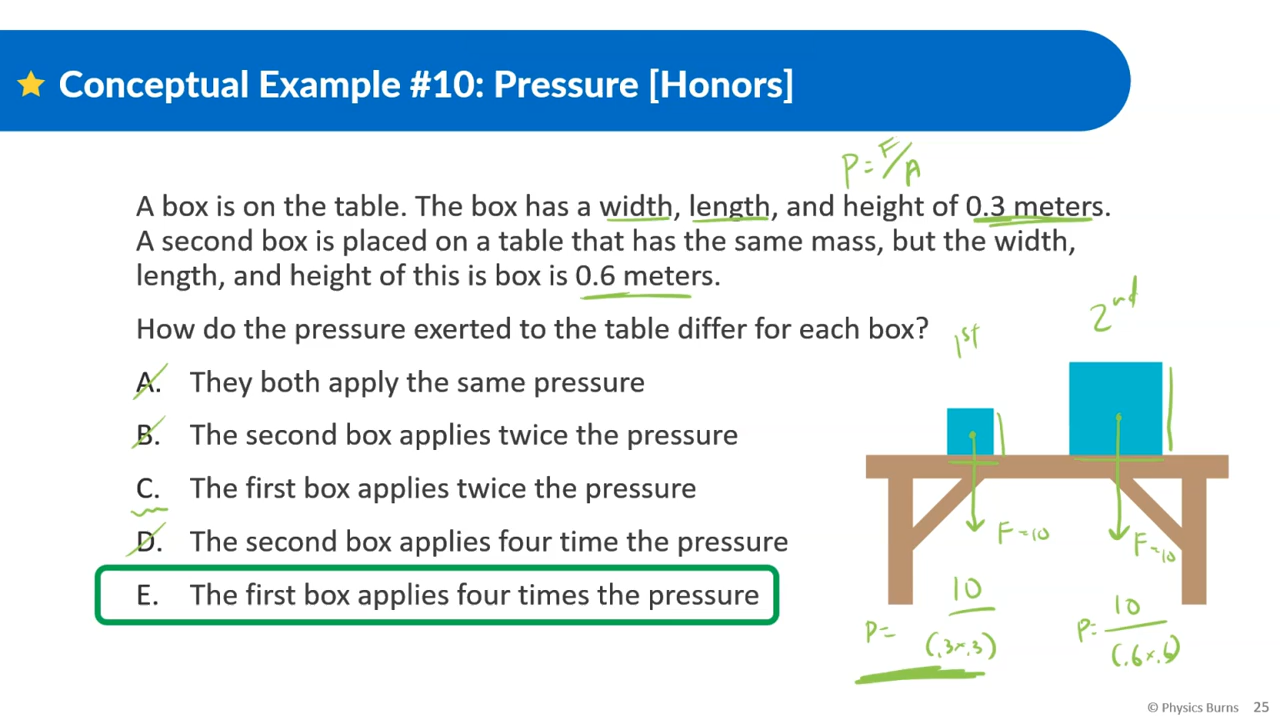 Conceptual Example #10: Pressure [Honors]
P = F/A
A box is on the table. The box has a width, length, and height of 0.3 meters.
A second box is placed on a table that has the same mass, but the width,
length, and height of this is box is 0.6 meters.
How do the pressure exerted to the table differ for each box?
1st
2nd
A. They both apply the same pressure
B. The second box applies twice the pressure
C. The first box applies twice the pressure
D. The second box applies four time the pressure
E. The first box applies four times the pressure
F=10
F=10
P= 10
(.3x.3)
P= 10
(.6x.6)
© Physics Burns 25